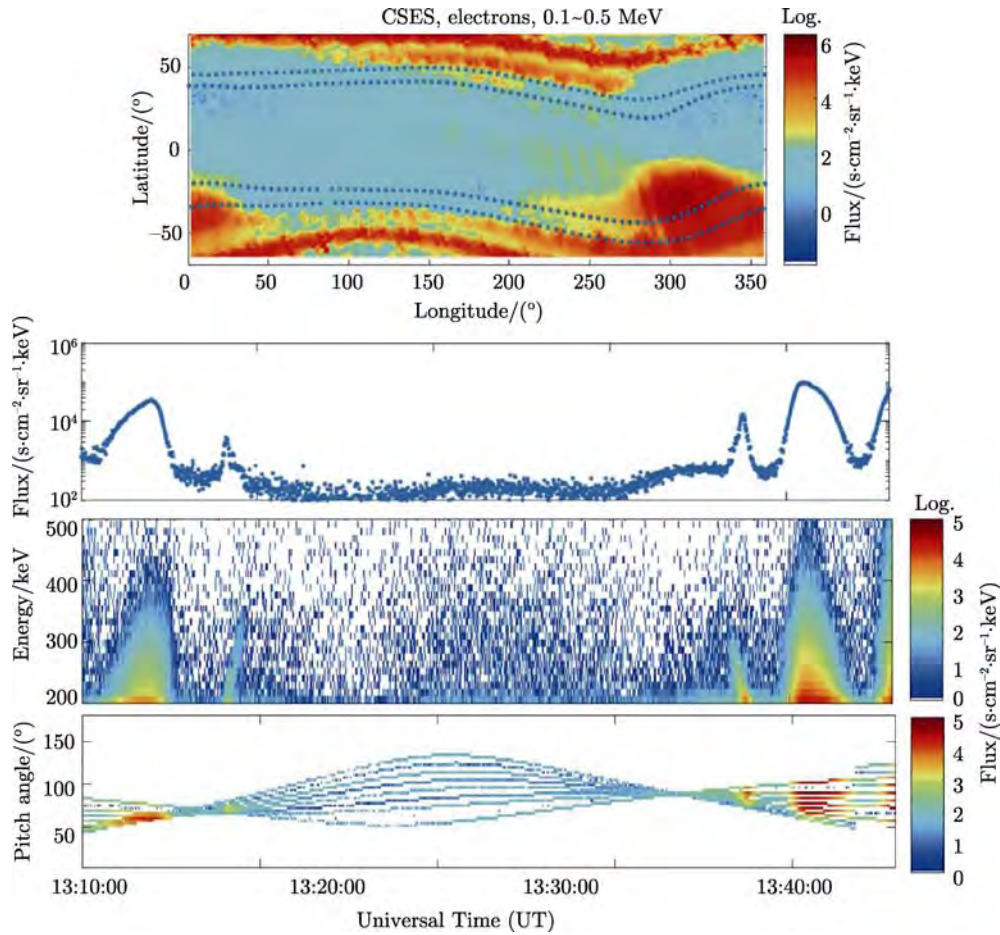 CSES, electrons, 0.1~0.5 MeV
Log.
50
0
−50
Latitude/(°)
0 50 100 150 200 250 300 350
Longitude/(°)
6
4
2
0
Flux/(s·cm⁻²·sr⁻¹·keV)
10⁶
10⁴
10²
Flux/(s·cm⁻²·sr⁻¹·keV)
500
400
300
200
Energy/keV
Log.
5
4
3
2
1
0
150
100
50
Pitch angle/(°)
5
4
3
2
1
0
Flux/(s·cm⁻²·sr⁻¹·keV)
13:10:00 13:20:00 13:30:00 13:40:00
Universal Time (UT)